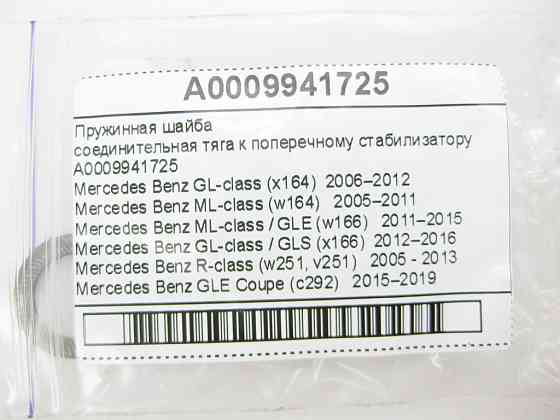 A0009941725
Пружинная шайба
соединительная тяга к поперечному стабилизатору
A0009941725
Mercedes Benz GL-class (x164) 2006–2012
Mercedes Benz ML-class (w164) 2005–2011
Mercedes Benz ML-class / GLE (w166) 2011–2015
Mercedes Benz GL-class / GLS (x166) 2012–2016
Mercedes Benz R-class (w251, v251) 2005 - 2013
Mercedes Benz GLE Coupe (c292) 2015–2019